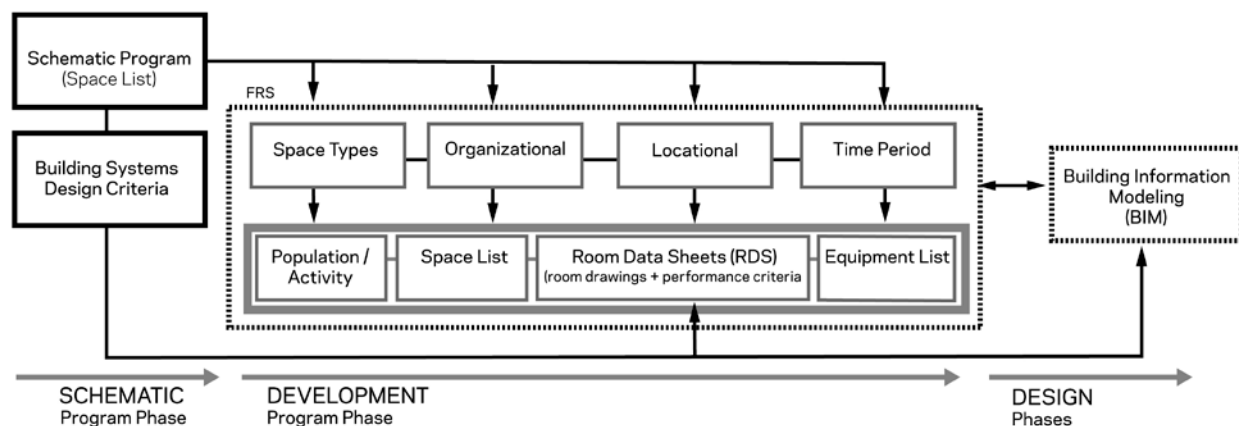 Schematic Program
(Space List)
FRS
Building Systems
Design Criteria
Space Types
Organizational
Locational
Time Period
Building Information
Modeling
(BIM)
Population /
Activity
Space List
Room Data Sheets (RDS)
(room drawings + performance criteria
Equipment List
SCHEMATIC
Program Phase
DEVELOPMENT
Program Phase
DESIGN
Phases